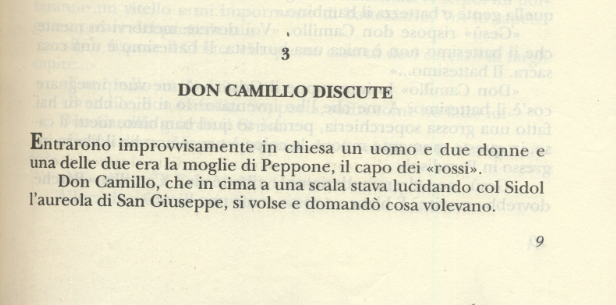 3
DON CAMILLO DISCUTE
Entrarono improvvisamente in chiesa un uomo e due donne e
una delle due era la moglie di Peppone, il capo dei «rossi».
Don Camillo, che in cima a una scala stava lucidando col Sidol
l'aureola di San Giuseppe, si volse e domandò cosa volevano.
9